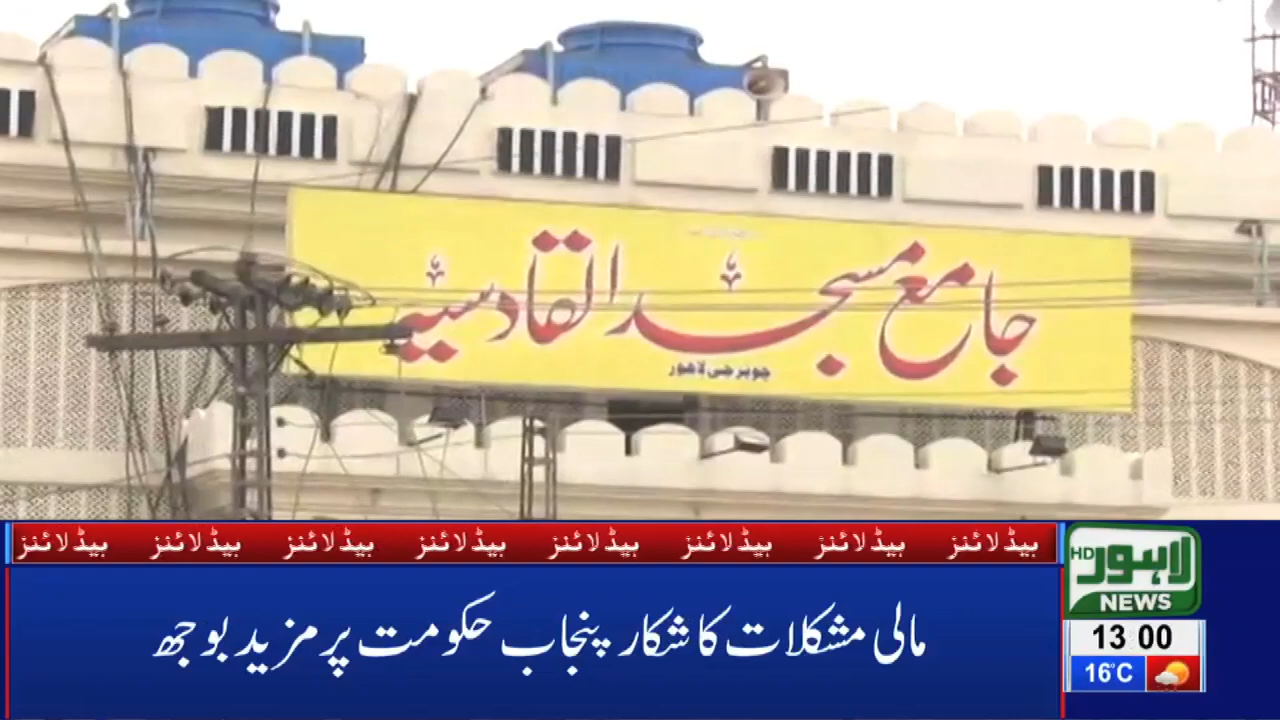 جامع مسجد القادسیہ
چوبرجی لاھور
ہیڈلائنز ہیڈلائنز ہیڈلائنز ہیڈلائنز ہیڈلائنز ہیڈلائنز ہیڈلائنز ہیڈلائنز
مالی مشکلات کا شکار پنجاب حکومت پر مزید بوجھ
لاہور HD
NEWS
13 00
16°C